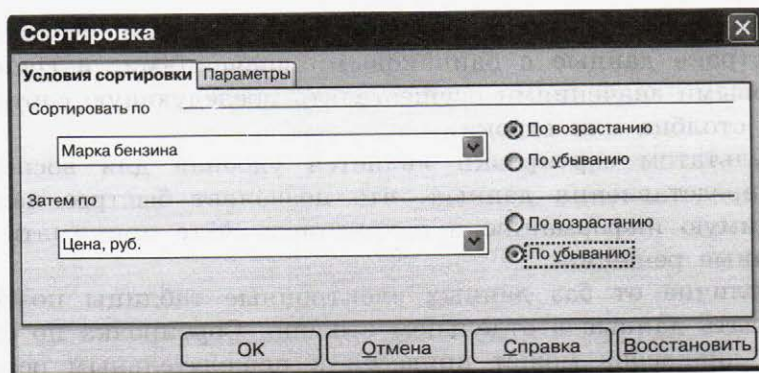 Сортировка
Условия сортировки Параметры
Сортировать по
Марка бензина
По возрастанию
По убыванию
Затем по
Цена, руб.
По возрастанию
По убыванию
ОК Отмена Справка Восстановить